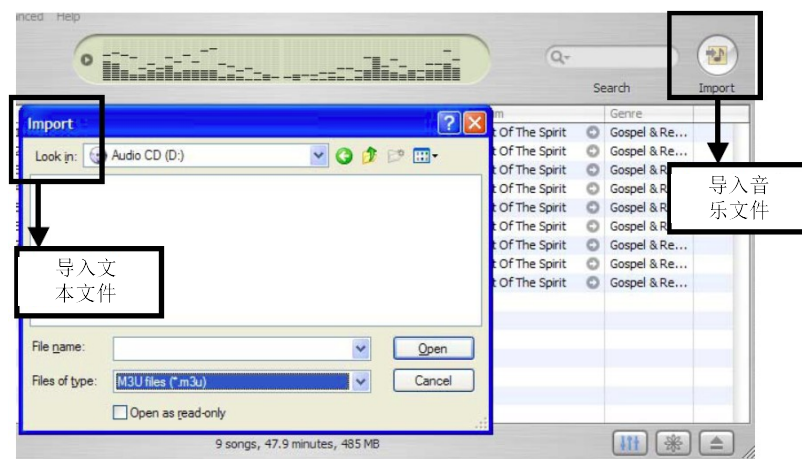 Help
Search
Import
Genre
Import
Look in: Audio CD (D:)
t Of The Spirit Gospel & Re...
t Of The Spirit Gospel & Re...
t Of The Spirit Gospel & R
t Of The Spirit Gospel & R
t Of The Spirit Gospel & R
t Of The Spirit Gospel & R
t Of The Spirit Gospel & Re...
t Of The Spirit Gospel & Re...
t Of The Spirit Gospel & Re...
导入音
乐文件
导入文
本文件
File name:
Open
Files of type: M3U files (*.m3u)
Cancel
Open as read-only
9 songs, 47.9 minutes, 485 MB